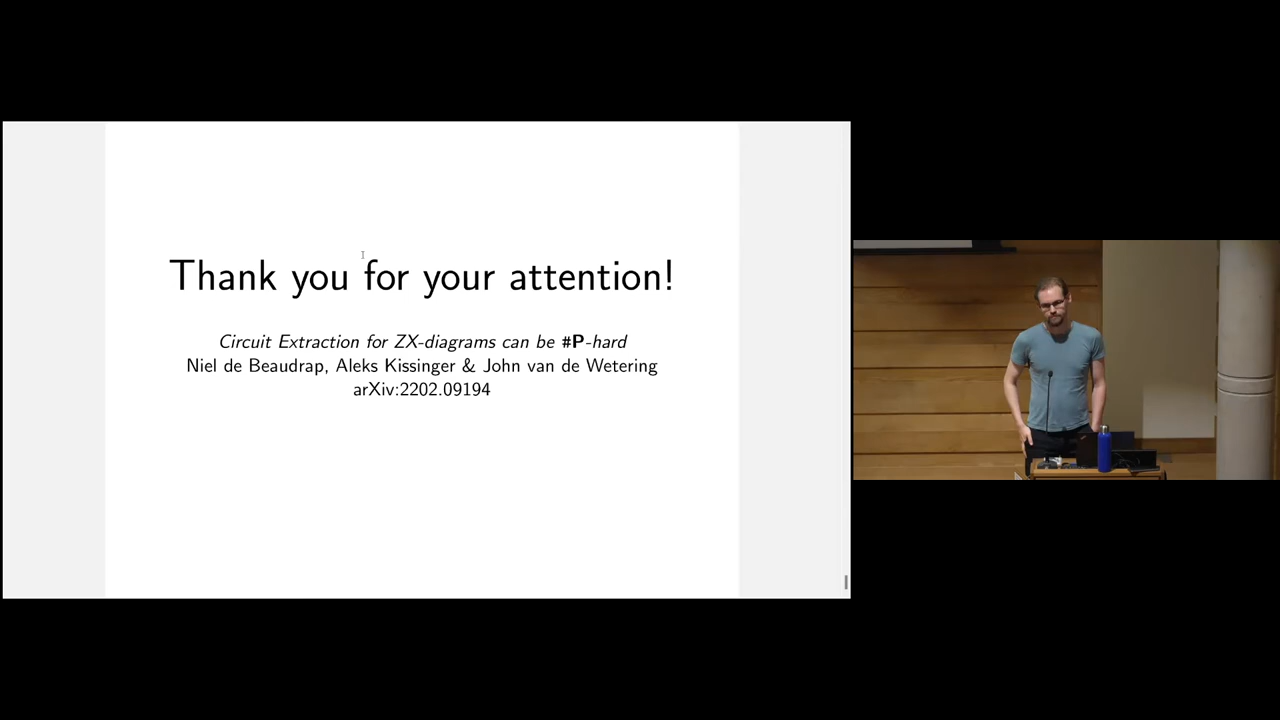 Thank you for your attention!
Circuit Extraction for ZX-diagrams can be #P-hard
Niel de Beaudrap, Aleks Kissinger & John van de Wetering
arXiv:2202.09194